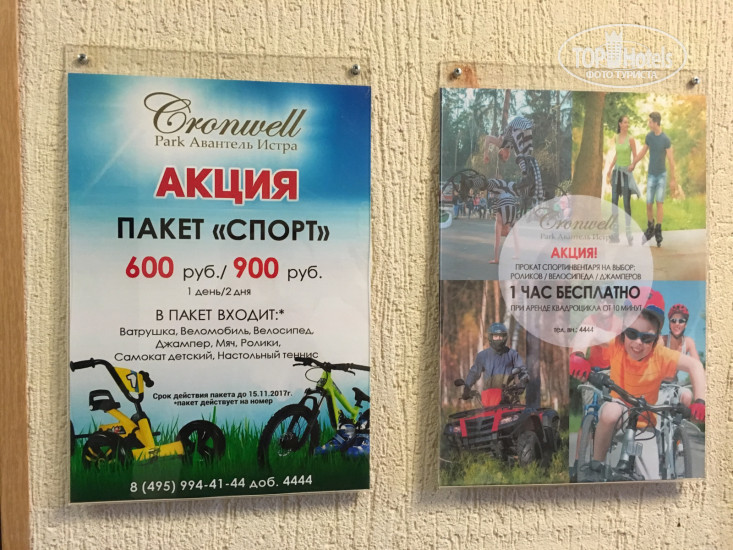 Cronwell
Park Авантель Истра
АКЦИЯ
ПАКЕТ «СПОРТ»
600 руб./ 900 руб.
1 день/2 дня
В ПАКЕТ ВХОДИТ:*
Ватрушка, Веломобиль, Велосипед,
Джампер, Мяч, Ролики,
Самокат детский, Настольный теннис
Срок действия пакета до 15.11.2017г.
*пакет действует на номер
8 (495) 994-41-44 доб. 4444
TOP Hotels
ФОТО ТУРИСТА
Cronwell
Park Авантель Истра
АКЦИЯ!
ПРОКАТ СПОРТИНВЕНТАРЯ НА ВЫБОР:
РОЛИКОВ / ВЕЛОСИПЕДА / ДЖАМПЕРОВ
1 ЧАС БЕСПЛАТНО
ПРИ АРЕНДЕ КВАДРОЦИКЛА ОТ 10 МИНУТ
тел. вн.: 4444